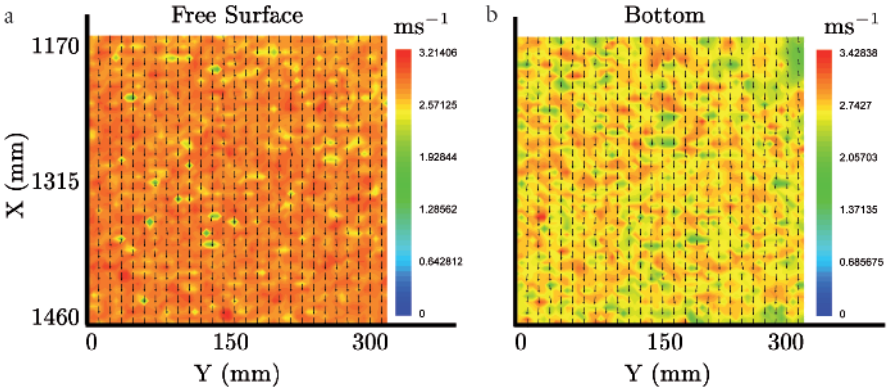 a
Free Surface
ms⁻¹
1170
1315
1460
X (mm)
3.21406
2.57125
1.92844
1.28562
0.642812
0
0 150 300
Y (mm)
b
Bottom
ms⁻¹
3.42838
2.7427
2.05703
1.37135
0.685675
0
0 150 300
Y (mm)